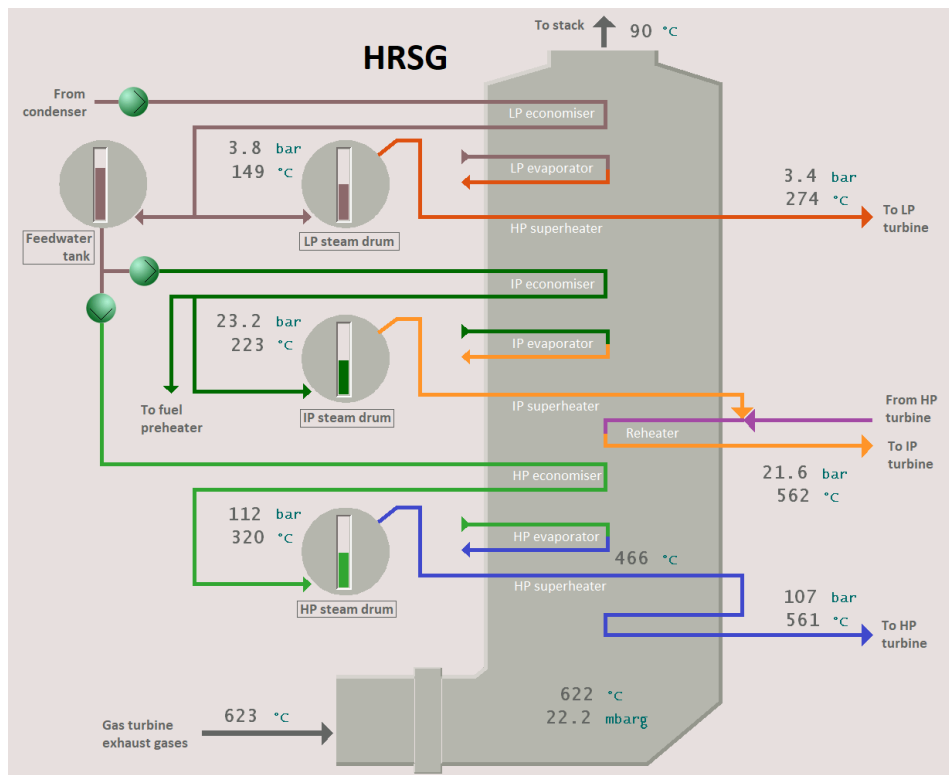 To stack
90 °C
HRSG
From
condenser
LP economiser
3.8 bar
149 °C
LP evaporator
3.4 bar
274 °C
To LP
turbine
Feedwater
tank
LP steam drum
HP superheater
IP economiser
23.2 bar
223 °C
IP evaporator
To fuel
preheater
IP steam drum
IP superheater
From HP
turbine
Reheater
To IP
turbine
21.6 bar
562 °C
HP economiser
112 bar
320 °C
HP evaporator
466 °C
HP steam drum
HP superheater
107 bar
561 °C
To HP
turbine
Gas turbine
exhaust gases
623 °C
622 °C
22.2 mbarg